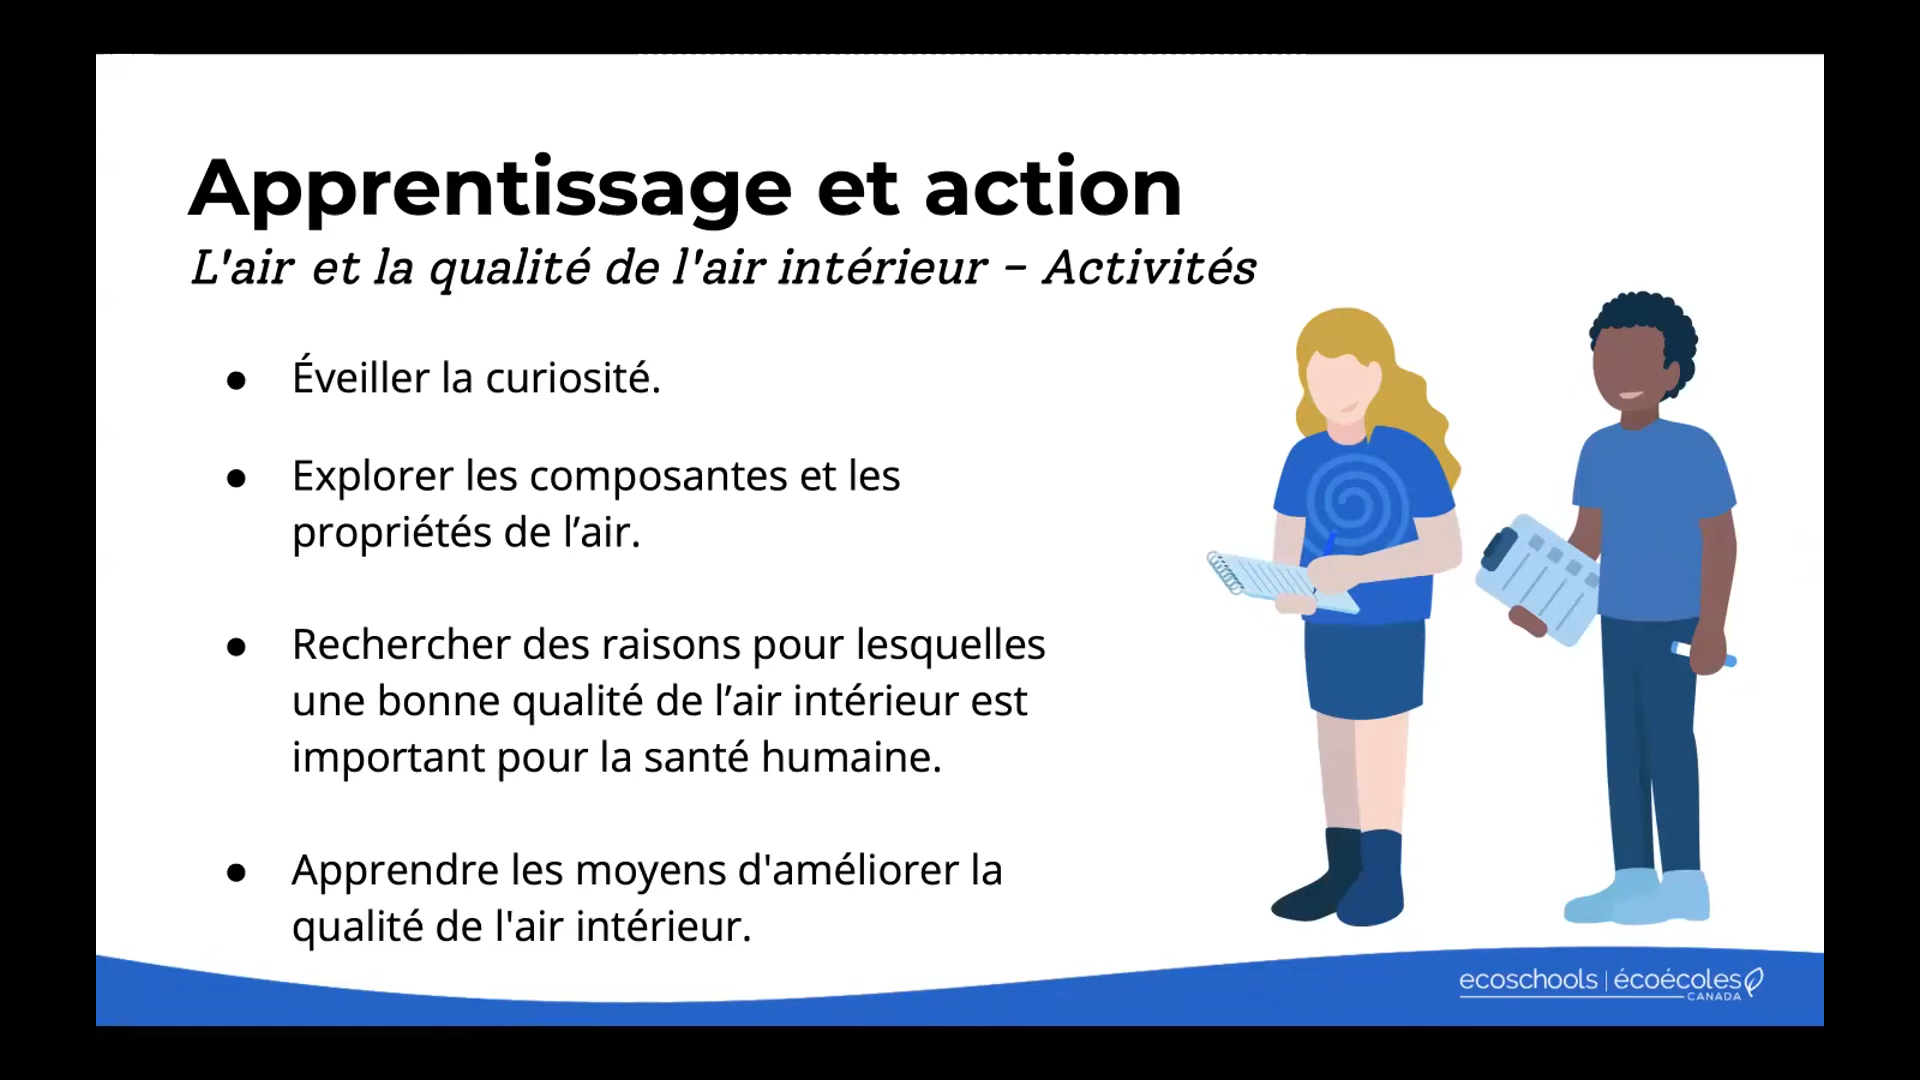 Apprentissage et action
L'air et la qualité de l'air intérieur – Activités
● Éveiller la curiosité.
● Explorer les composantes et les
propriétés de l’air.
● Rechercher des raisons pour lesquelles
une bonne qualité de l’air intérieur est
important pour la santé humaine.
● Apprendre les moyens d'améliorer la
qualité de l'air intérieur.
ecoschools | écoécoles
CANADA